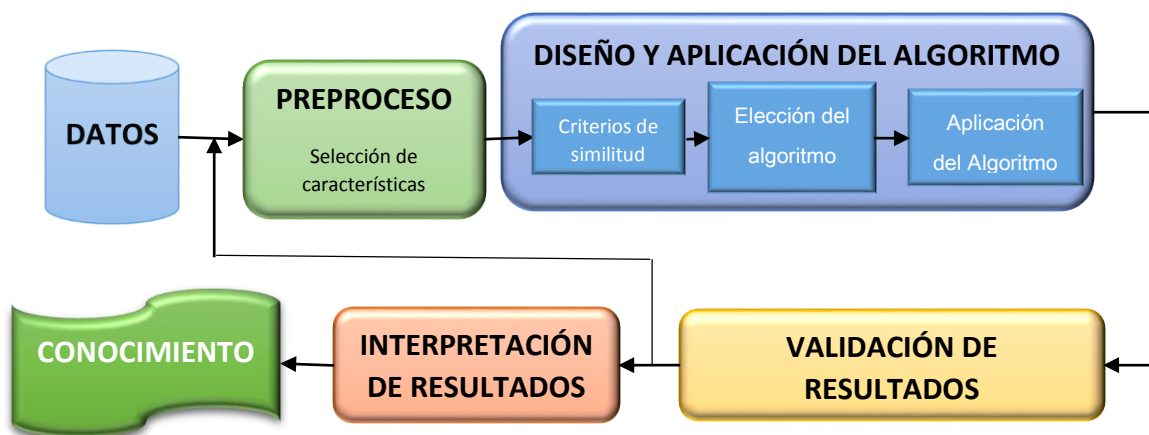 DATOS
PREPROCESO
Selección de
características
DISEÑO Y APLICACIÓN DEL ALGORITMO
Criterios de
similitud
Elección del
algoritmo
Aplicación
del Algoritmo
VALIDACIÓN DE
RESULTADOS
INTERPRETACIÓN
DE RESULTADOS
CONOCIMIENTO